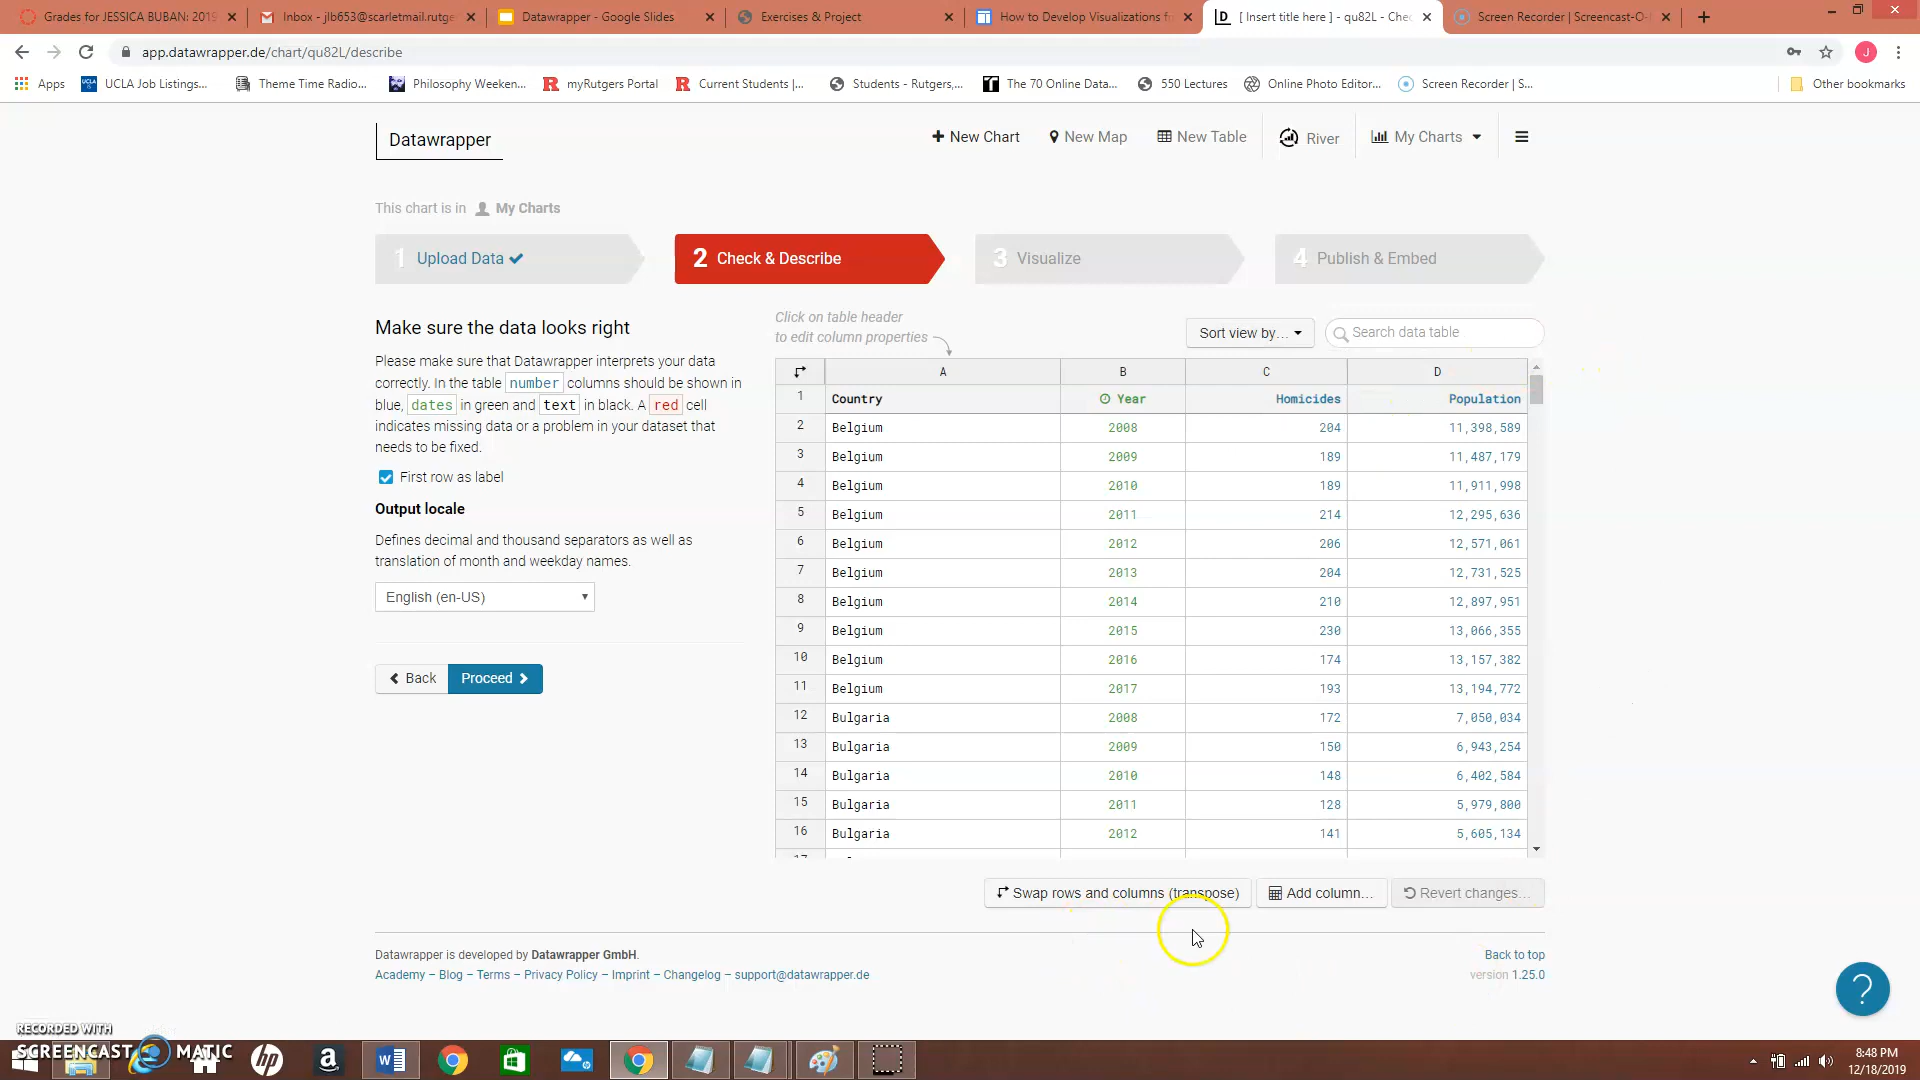 Grades for JESSICA BUBAN: 2019
Inbox - jlb653@scarletmail.rutge
Datawrapper - Google Slides
Exercises & Project
How to Develop Visualizations fr
[ Insert title here ] - qu82L - Chec
Screen Recorder | Screencast-O-
app.datawrapper.de/chart/qu82L/describe
J
Apps
UCLA Job Listings...
Theme Time Radio...
Philosophy Weeken...
myRutgers Portal
Current Students |...
Students - Rutgers,...
The 70 Online Data...
550 Lectures
Online Photo Editor...
Screen Recorder | S...
Other bookmarks
Datawrapper
New Chart
New Map
New Table
River
My Charts
This chart is in My Charts
1 Upload Data
2 Check & Describe
3 Visualize
4 Publish & Embed
Make sure the data looks right
Please make sure that Datawrapper interprets your data
correctly. In the table number columns should be shown in
blue, dates in green and text in black. A red cell
indicates missing data or a problem in your dataset that
needs to be fixed.
First row as label
Output locale
Defines decimal and thousand separators as well as
translation of month and weekday names.
English (en-US)
Back
Proceed
Click on table header
to edit column properties
Sort view by...
Search data table
A B C D
1 Country Year Homicides Population
2 Belgium 2008 204 11,398,589
3 Belgium 2009 189 11,487,179
4 Belgium 2010 189 11,911,998
5 Belgium 2011 214 12,295,636
6 Belgium 2012 206 12,571,061
7 Belgium 2013 204 12,731,525
8 Belgium 2014 210 12,897,951
9 Belgium 2015 230 13,066,355
10 Belgium 2016 174 13,157,382
11 Belgium 2017 193 13,194,772
12 Bulgaria 2008 172 7,050,034
13 Bulgaria 2009 150 6,943,254
14 Bulgaria 2010 148 6,402,584
15 Bulgaria 2011 128 5,979,800
16 Bulgaria 2012 141 5,605,134
Swap rows and columns (transpose)
Add column...
Revert changes...
Datawrapper is developed by Datawrapper GmbH.
Academy – Blog – Terms – Privacy Policy – Imprint – Changelog – support@datawrapper.de
Back to top
version 1.25.0
?
RECORDED WITH
SCREENCAST MATIC
8:48 PM
12/18/2019